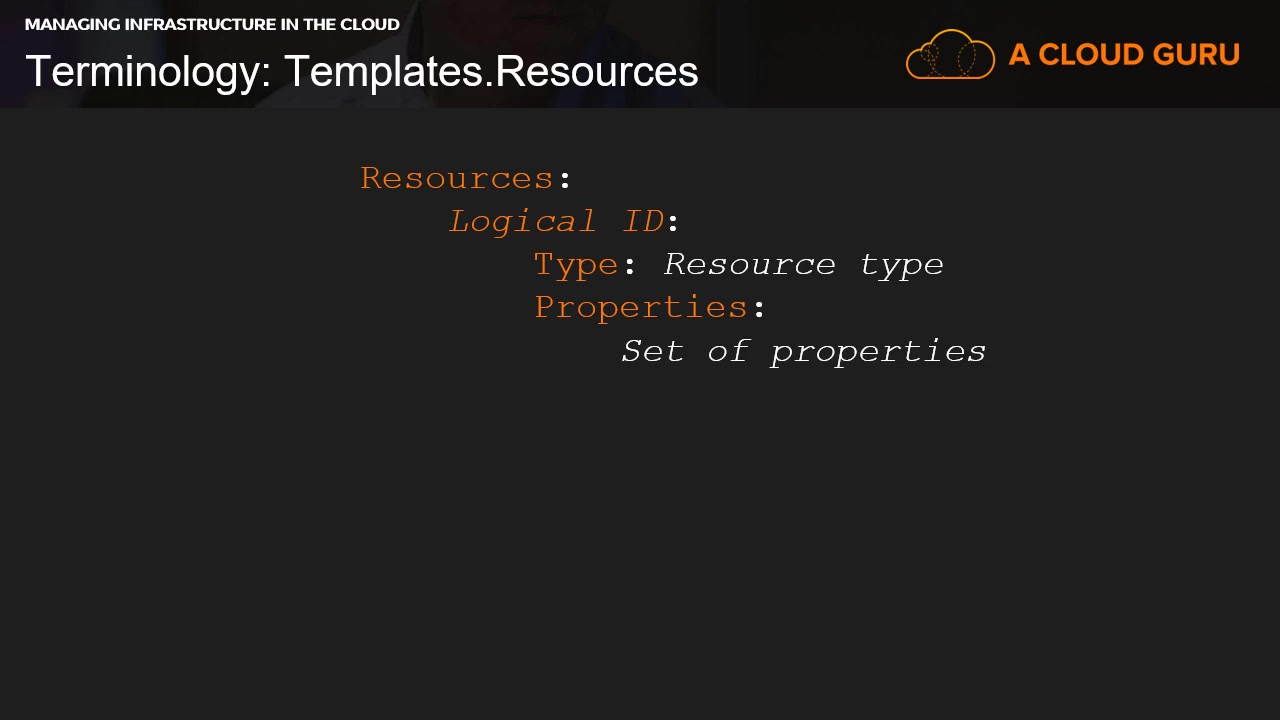 MANAGING INFRASTRUCTURE IN THE CLOUD
Terminology: Templates.Resources
A CLOUD GURU
Resources:
Logical ID:
Type: Resource type
Properties:
Set of properties